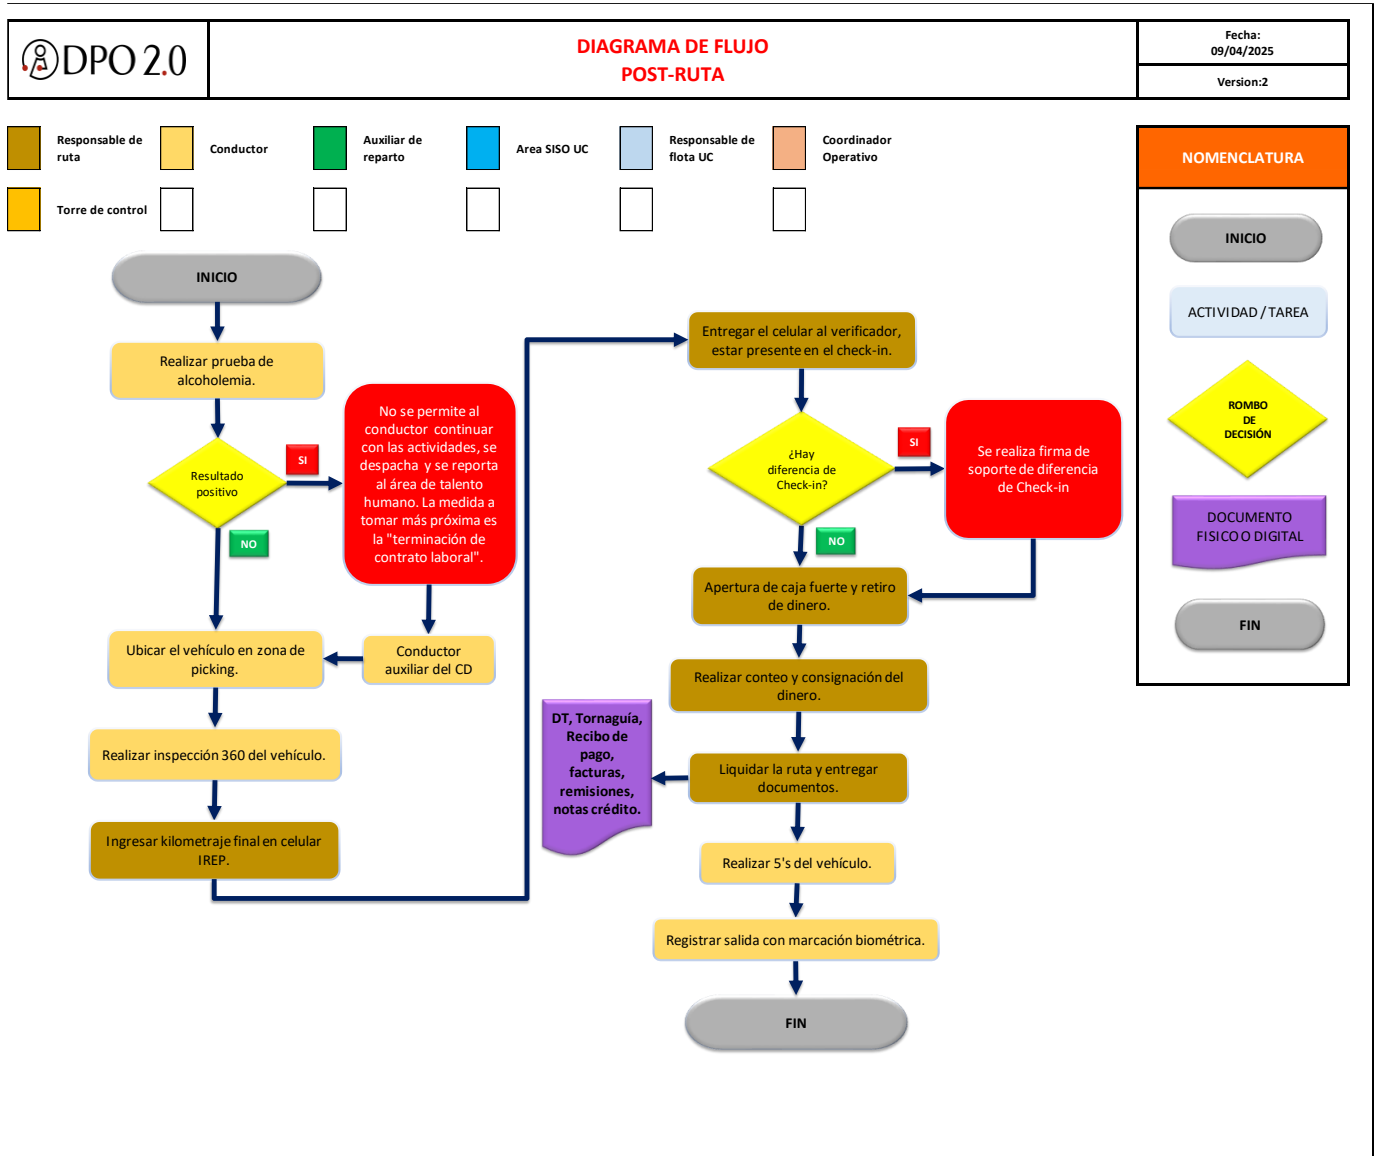 DPO 2.0
DIAGRAMA DE FLUJO
POST-RUTA
Fecha:
09/04/2025
Version:2
Responsable de
ruta
Conductor
Auxiliar de
reparto
Area SISO UC
Responsable de
flota UC
Coordinador
Operativo
Torre de control
NOMENCLATURA
INICIO
ACTIVIDAD / TAREA
ROMBO
DE
DECISIÓN
DOCUMENTO
FISICO O DIGITAL
FIN
INICIO
Realizar prueba de
alcoholemia.
Resultado
positivo
SI
NO
No se permite al
conductor continuar
con las actividades, se
despacha y se reporta
al área de talento
humano. La medida a
tomar más próxima es
la "terminación de
contrato laboral".
Conductor
auxiliar del CD
Ubicar el vehículo en zona de
picking.
Realizar inspección 360 del vehículo.
Ingresar kilometraje final en celular
IREP.
Entregar el celular al verificador,
estar presente en el check-in.
¿Hay
diferencia de
Check-in?
SI
NO
Se realiza firma de
soporte de diferencia
de Check-in
Apertura de caja fuerte y retiro
de dinero.
Realizar conteo y consignación del
dinero.
Liquidar la ruta y entregar
documentos.
DT, Tornaguía,
Recibo de
pago,
facturas,
remisiones,
notas crédito.
Realizar 5's del vehículo.
Registrar salida con marcación biométrica.
FIN